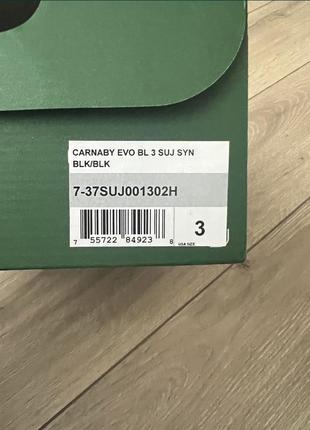 CARNABY EVO BL 3 SUJ SYN
BLK/BLK
7-37SUJ001302H
7 55722 84923 8
3
USA SIZE